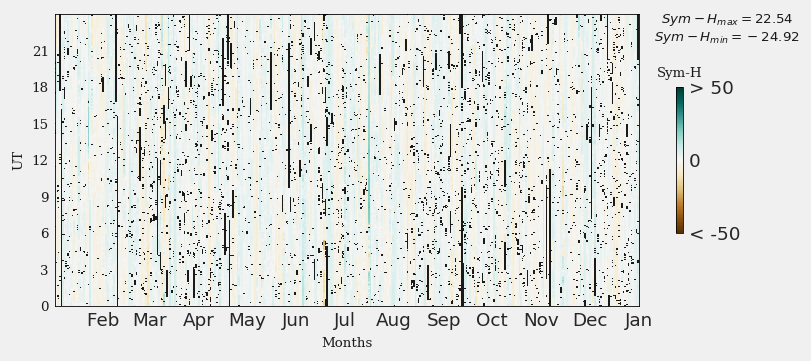 Sym − H_max = 22.54
Sym − H_min = −24.92
Sym-H
> 50
0
< -50
21
18
15
12
9
6
3
0
UT
Feb Mar Apr May Jun Jul Aug Sep Oct Nov Dec Jan
Months